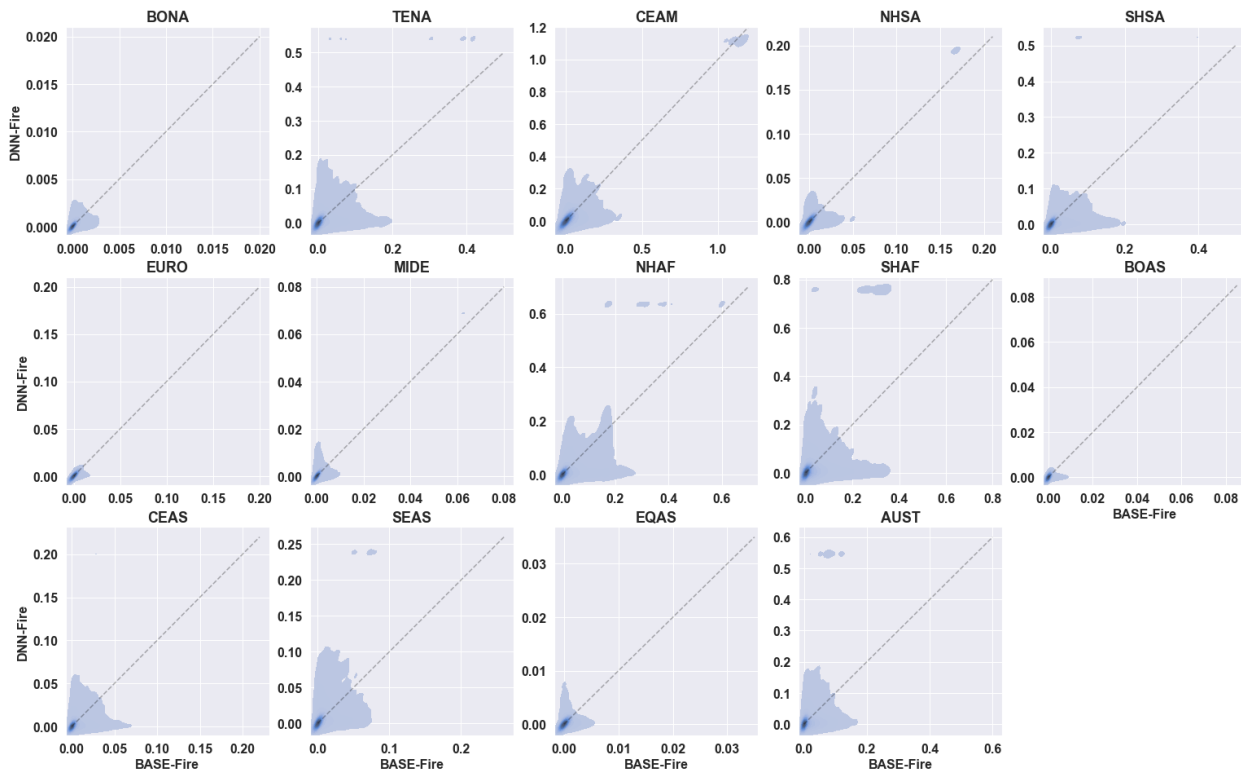 BONA TENA CEAM NHSA SHSA
DNN-Fire
0.020 0.015 0.010 0.005 0.000
0.000 0.005 0.010 0.015 0.020
0.5 0.4 0.3 0.2 0.1 0.0
0.0 0.2 0.4
1.2 1.0 0.8 0.6 0.4 0.2 0.0
0.0 0.5 1.0
0.20 0.15 0.10 0.05 0.00
0.00 0.05 0.10 0.15 0.20
0.5 0.4 0.3 0.2 0.1 0.0
0.0 0.2 0.4
EURO MIDE NHAF SHAF BOAS
DNN-Fire
0.20 0.15 0.10 0.05 0.00
0.00 0.05 0.10 0.15 0.20
0.08 0.06 0.04 0.02 0.00
0.00 0.02 0.04 0.06 0.08
0.6 0.4 0.2 0.0
0.0 0.2 0.4 0.6
0.8 0.6 0.4 0.2 0.0
0.0 0.2 0.4 0.6 0.8
0.08 0.06 0.04 0.02 0.00
0.00 0.02 0.04 0.06 0.08
BASE-Fire
CEAS SEAS EQAS AUST
DNN-Fire
0.20 0.15 0.10 0.05 0.00
0.00 0.05 0.10 0.15 0.20
BASE-Fire
0.25 0.20 0.15 0.10 0.05 0.00
0.0 0.1 0.2
BASE-Fire
0.03 0.02 0.01 0.00
0.00 0.01 0.02 0.03
BASE-Fire
0.6 0.5 0.4 0.3 0.2 0.1 0.0
0.0 0.2 0.4 0.6
BASE-Fire